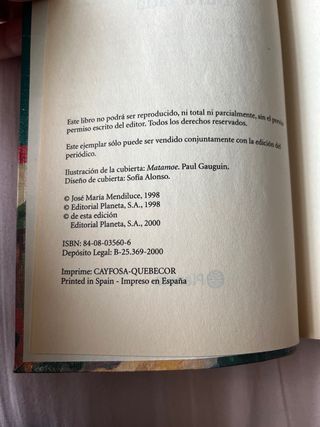 Este libro no podrá ser reproducido, ni total ni parcialmente, sin el previo
permiso escrito del editor. Todos los derechos reservados.
Este ejemplar sólo puede ser vendido conjuntamente con la edición del
periódico.
Ilustración de la cubierta: Matamoe. Paul Gauguin.
Diseño de cubierta: Sofía Alonso.
© José María Mendiluce, 1998
© Editorial Planeta, S.A., 1998
© de esta edición
Editorial Planeta, S.A., 2000
ISBN: 84-08-03560-6
Depósito Legal: B-25.369-2000
Imprime: CAYFOSA-QUEBECOR
Printed in Spain - Impreso en España